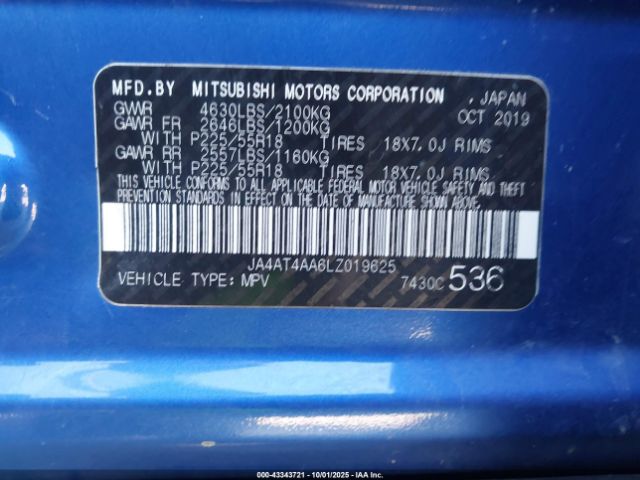 MFD.BY MITSUBISHI MOTORS CORPORATION , JAPAN
GVWR 4630LBS/2100KG OCT 2019
GAWR FR 2646LBS/1200KG
WITH P225/55R18 TIRES 18X7.0J RIMS
GAWR RR 2557LBS/1160KG
WITH P225/55R18 TIRES 18X7.0J RIMS
THIS VEHICLE CONFORMS TO ALL APPLICABLE FEDERAL MOTOR VEHICLE SAFETY AND THEFT
PREVENTION STANDARDS IN EFFECT ON THE DATE OF MANUFACTURE SHOWN ABOVE.
JA4AT4AA6LZ019625
VEHICLE TYPE: MPV 7430C 536
000-43343721 - 10/01/2025 - IAAI.COM